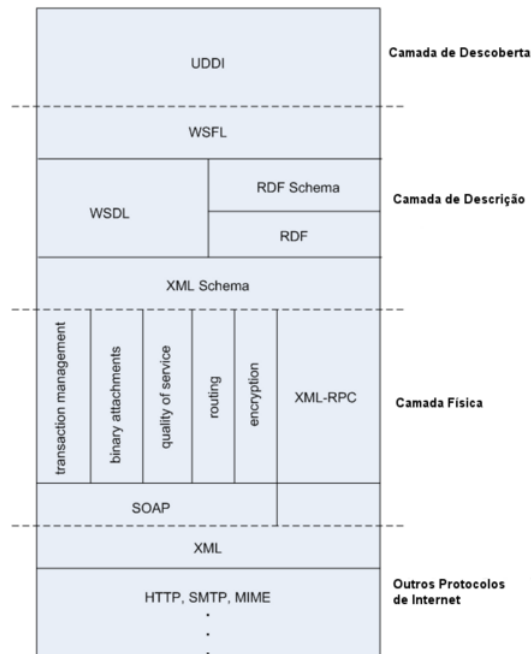 UDDI
Camada de Descoberta
WSFL
WSDL
RDF Schema
RDF
Camada de Descrição
XML Schema
transaction management
binary attachments
quality of service
routing
encryption
XML-RPC
Camada Física
SOAP
XML
HTTP, SMTP, MIME
Outros Protocolos
de Internet